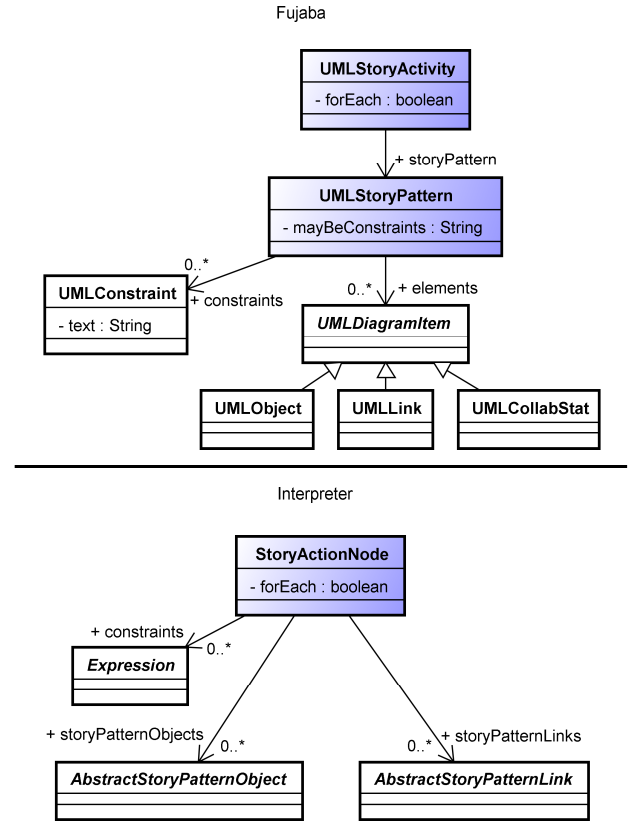 Fujaba
UMLStoryActivity
- forEach : boolean
+ storyPattern
UMLStoryPattern
- mayBeConstraints : String
0..*
+ constraints
0..*
+ elements
UMLConstraint
- text : String
UMLDiagramItem
UMLObject
UMLLink
UMLCollabStat
Interpreter
StoryActionNode
- forEach : boolean
+ constraints
0..*
Expression
+ storyPatternObjects
0..*
0..*
+ storyPatternLinks
AbstractStoryPatternObject
AbstractStoryPatternLink